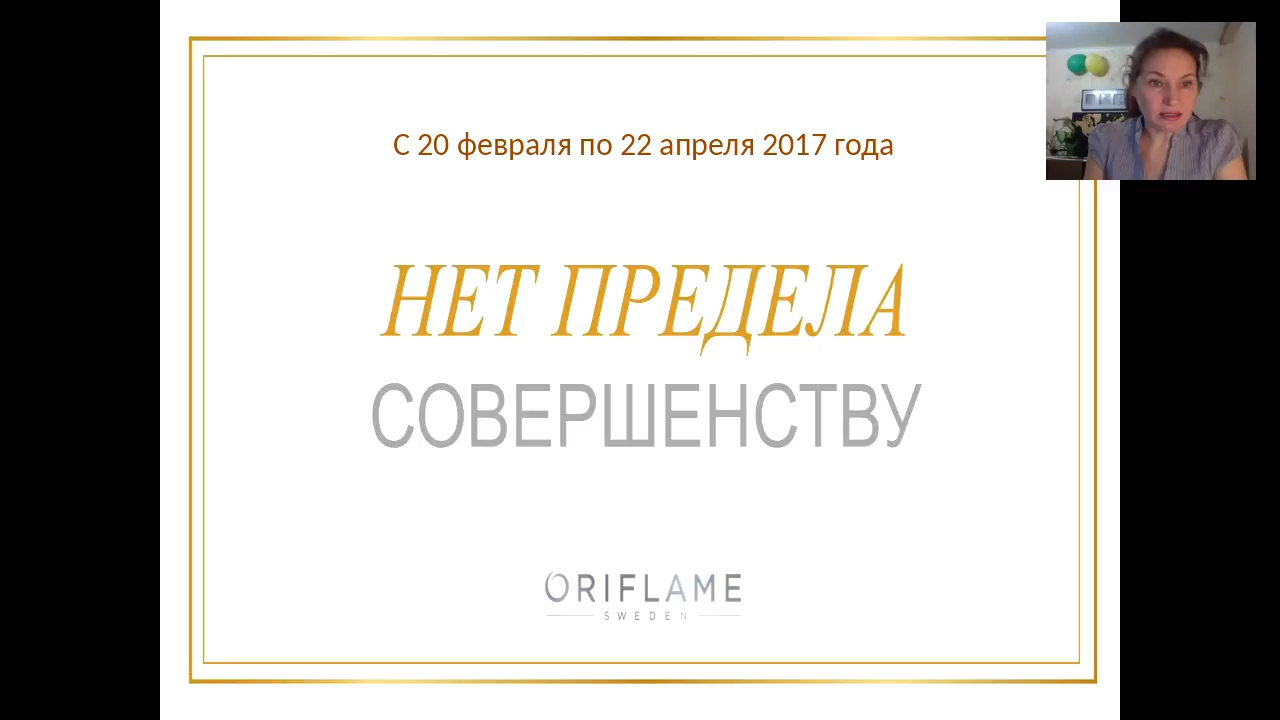 С 20 февраля по 22 апреля 2017 года
НЕТ ПРЕДЕЛА
СОВЕРШЕНСТВУ
ORIFLAME
SWEDEN